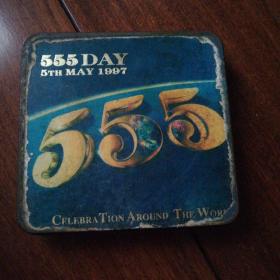 555 DAY
5TH MAY 1997
555
CELEBRATION AROUND THE WOR